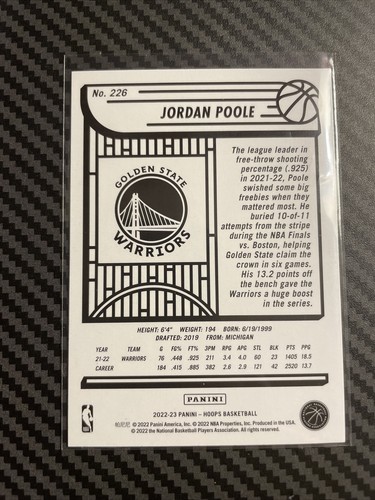 No. 226
JORDAN POOLE
GOLDEN STATE
WARRIORS
The league leader in
free-throw shooting
percentage (.925)
in 2021-22, Poole
swished some big
freebies when they
mattered most. He
buried 10-of-11
attempts from the stripe
during the NBA Finals
vs. Boston, helping
Golden State claim the
crown in six games.
His 13.2 points off
the bench gave the
Warriors a huge boost
in the series.
HEIGHT: 6'4" WEIGHT: 194 BORN: 6/19/1999
DRAFTED: 2019 FROM: MICHIGAN
YEAR TEAM G FG% FT% 3PM RPG APG STL BLK PTS PPG
21-22 WARRIORS 76 .448 .925 211 3.4 4.0 60 23 1405 18.5
CAREER 184 .415 .885 382 2.6 2.9 121 42 2520 13.7
PANINI
2022-23 PANINI - HOOPS BASKETBALL
帕尼尼 © 2022 Panini America, Inc. © 2022 NBA Properties, Inc. Produced in the USA.
© 2022 the National Basketball Players Association. All rights reserved.